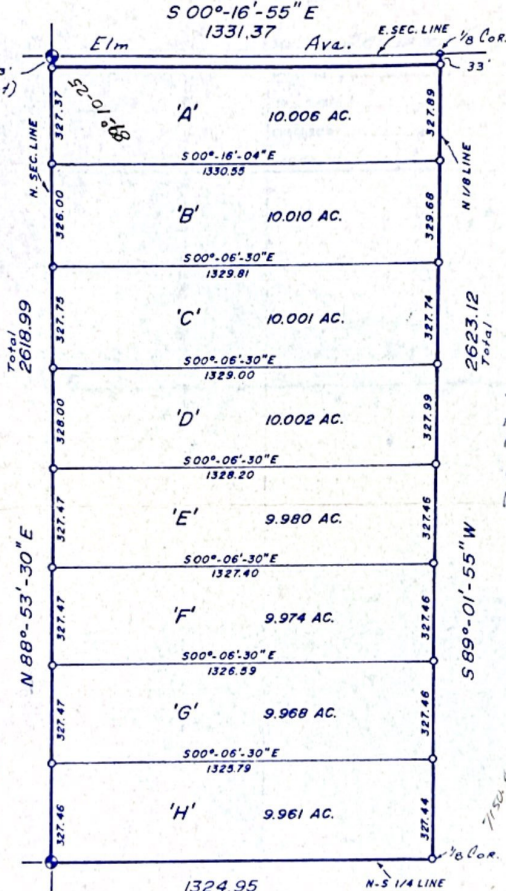 S 00°-16'-55" E
1331.37
Elm Ave.
E. SEC. LINE
1/8 COR.
33'
327.37
89°-10'-25
'A' 10.006 AC.
327.89
N. SEC. LINE
N 1/8 LINE
S 00°-16'-04" E
1330.55
326.00
'B' 10.010 AC.
329.68
S 00°-06'-30" E
1329.81
327.75
'C' 10.001 AC.
327.74
Total
2618.99
2623.12
Total
S 00°-06'-30" E
1329.00
328.00
'D' 10.002 AC.
327.99
S 00°-06'-30" E
1328.20
327.47
'E' 9.980 AC.
327.46
N 88°-53'-30" E
S 89°-01'-55" W
S 00°-06'-30" E
1327.40
327.47
'F' 9.974 AC.
327.46
S 00°-06'-30" E
1326.59
327.47
'G' 9.968 AC.
327.46
S 00°-06'-30" E
1325.79
327.46
'H' 9.961 AC.
327.44
1/8 COR.
N-S 1/4 LINE
1324.95